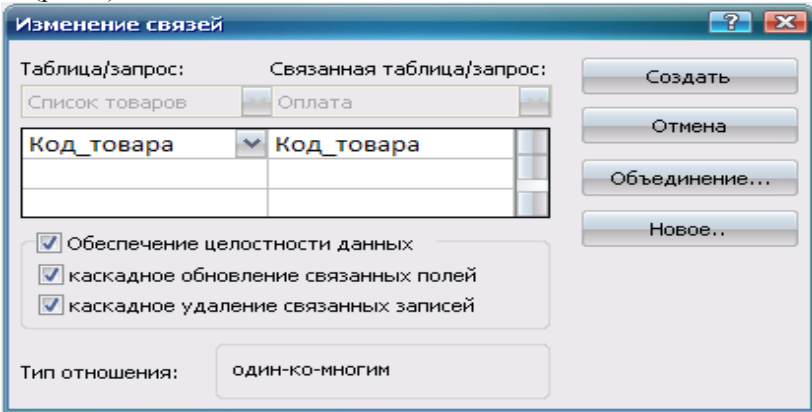 Изменение связей
Таблица/запрос: Связанная таблица/запрос:
Список товаров Оплата
Код_товара Код_товара
Обеспечение целостности данных
каскадное обновление связанных полей
каскадное удаление связанных записей
Тип отношения: один-ко-многим
Создать
Отмена
Объединение...
Новое..